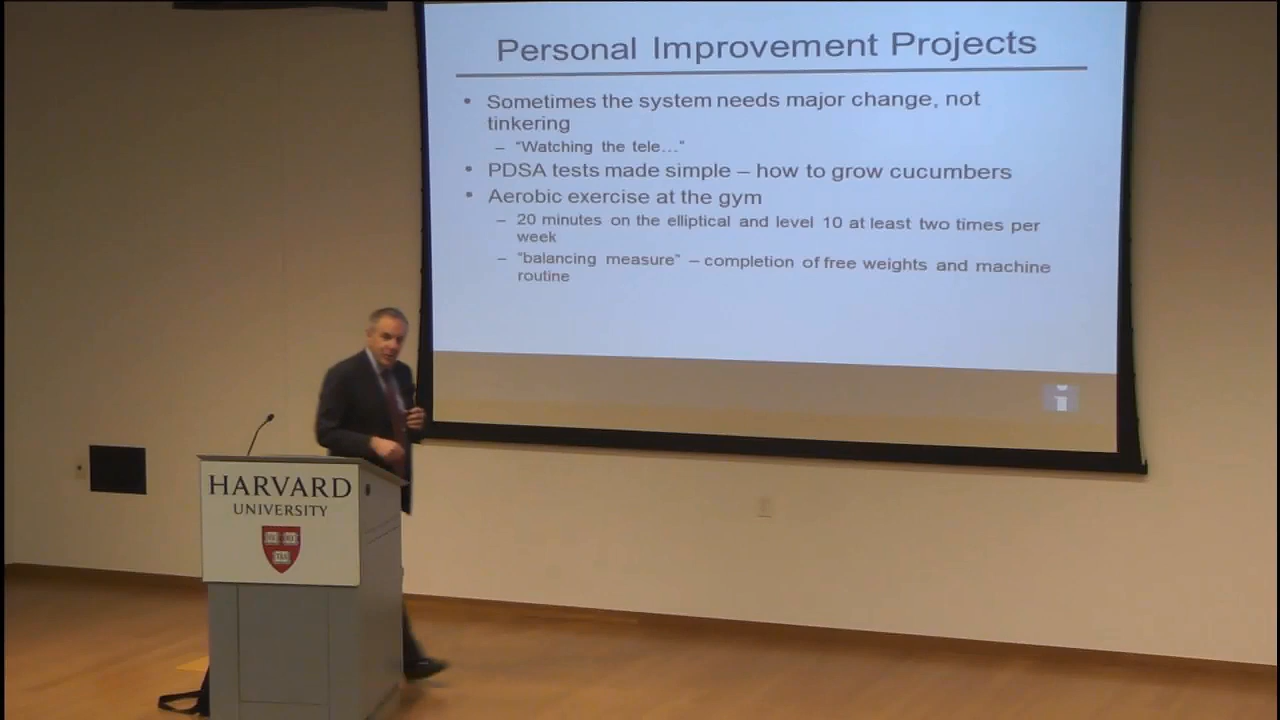 Personal Improvement Projects
• Sometimes the system needs major change, not
tinkering
– "Watching the tele…"
• PDSA tests made simple – how to grow cucumbers
• Aerobic exercise at the gym
– 20 minutes on the elliptical and level 10 at least two times per
week
– "balancing measure" – completion of free weights and machine
routine
HARVARD
UNIVERSITY